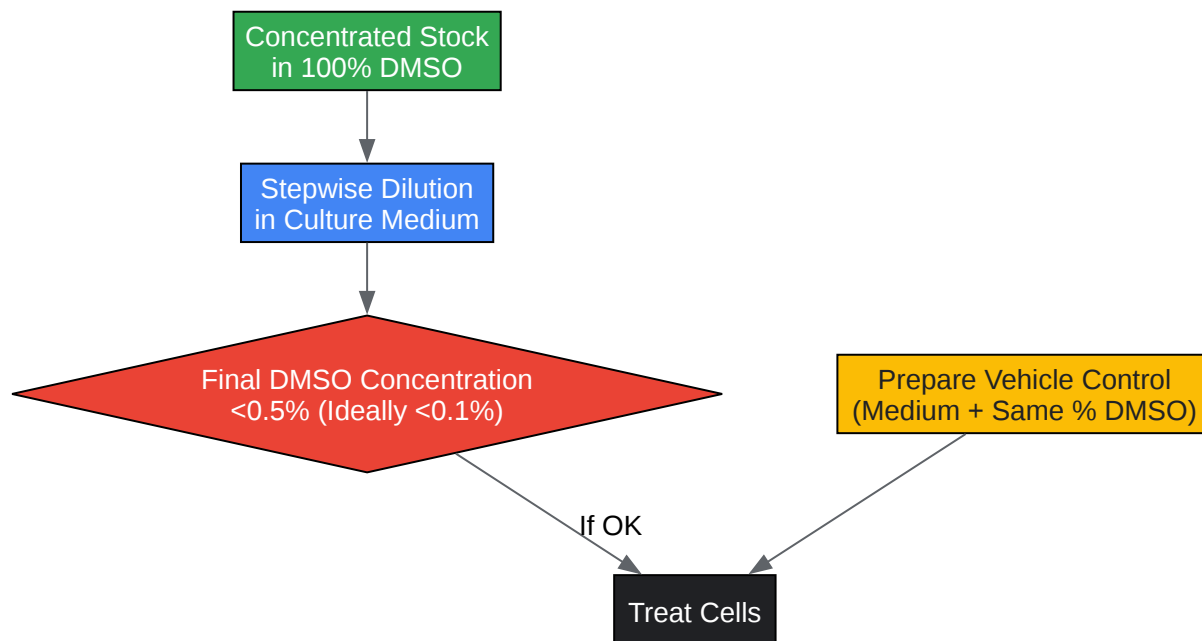 Concentrated Stock
in 100% DMSO
Stepwise Dilution
in Culture Medium
Final DMSO Concentration
<0.5% (Ideally <0.1%)
Prepare Vehicle Control
(Medium + Same % DMSO)
If OK
Treat Cells